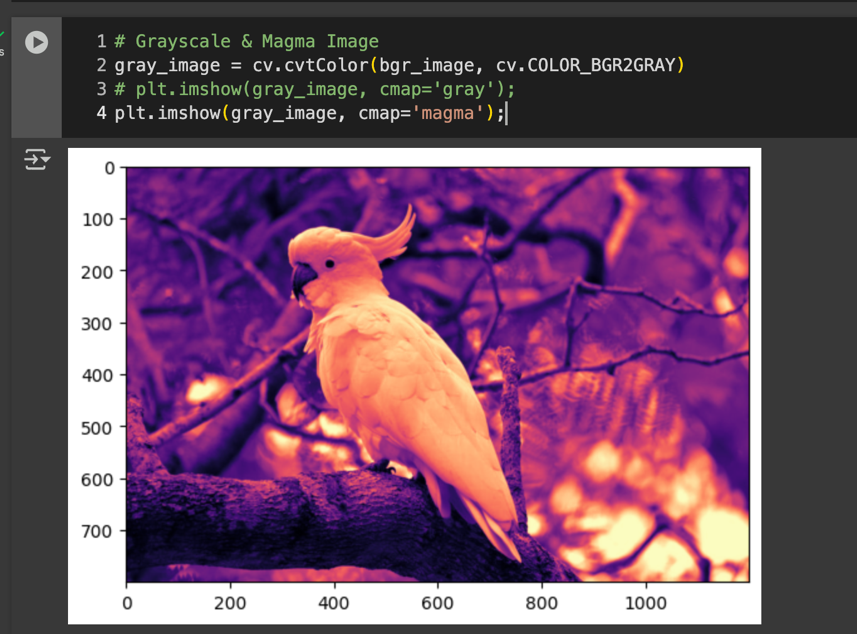 1 # Grayscale & Magma Image
2 gray_image = cv.cvtColor(bgr_image, cv.COLOR_BGR2GRAY)
3 # plt.imshow(gray_image, cmap='gray');
4 plt.imshow(gray_image, cmap='magma');
0
100
200
300
400
500
600
700
0 200 400 600 800 1000